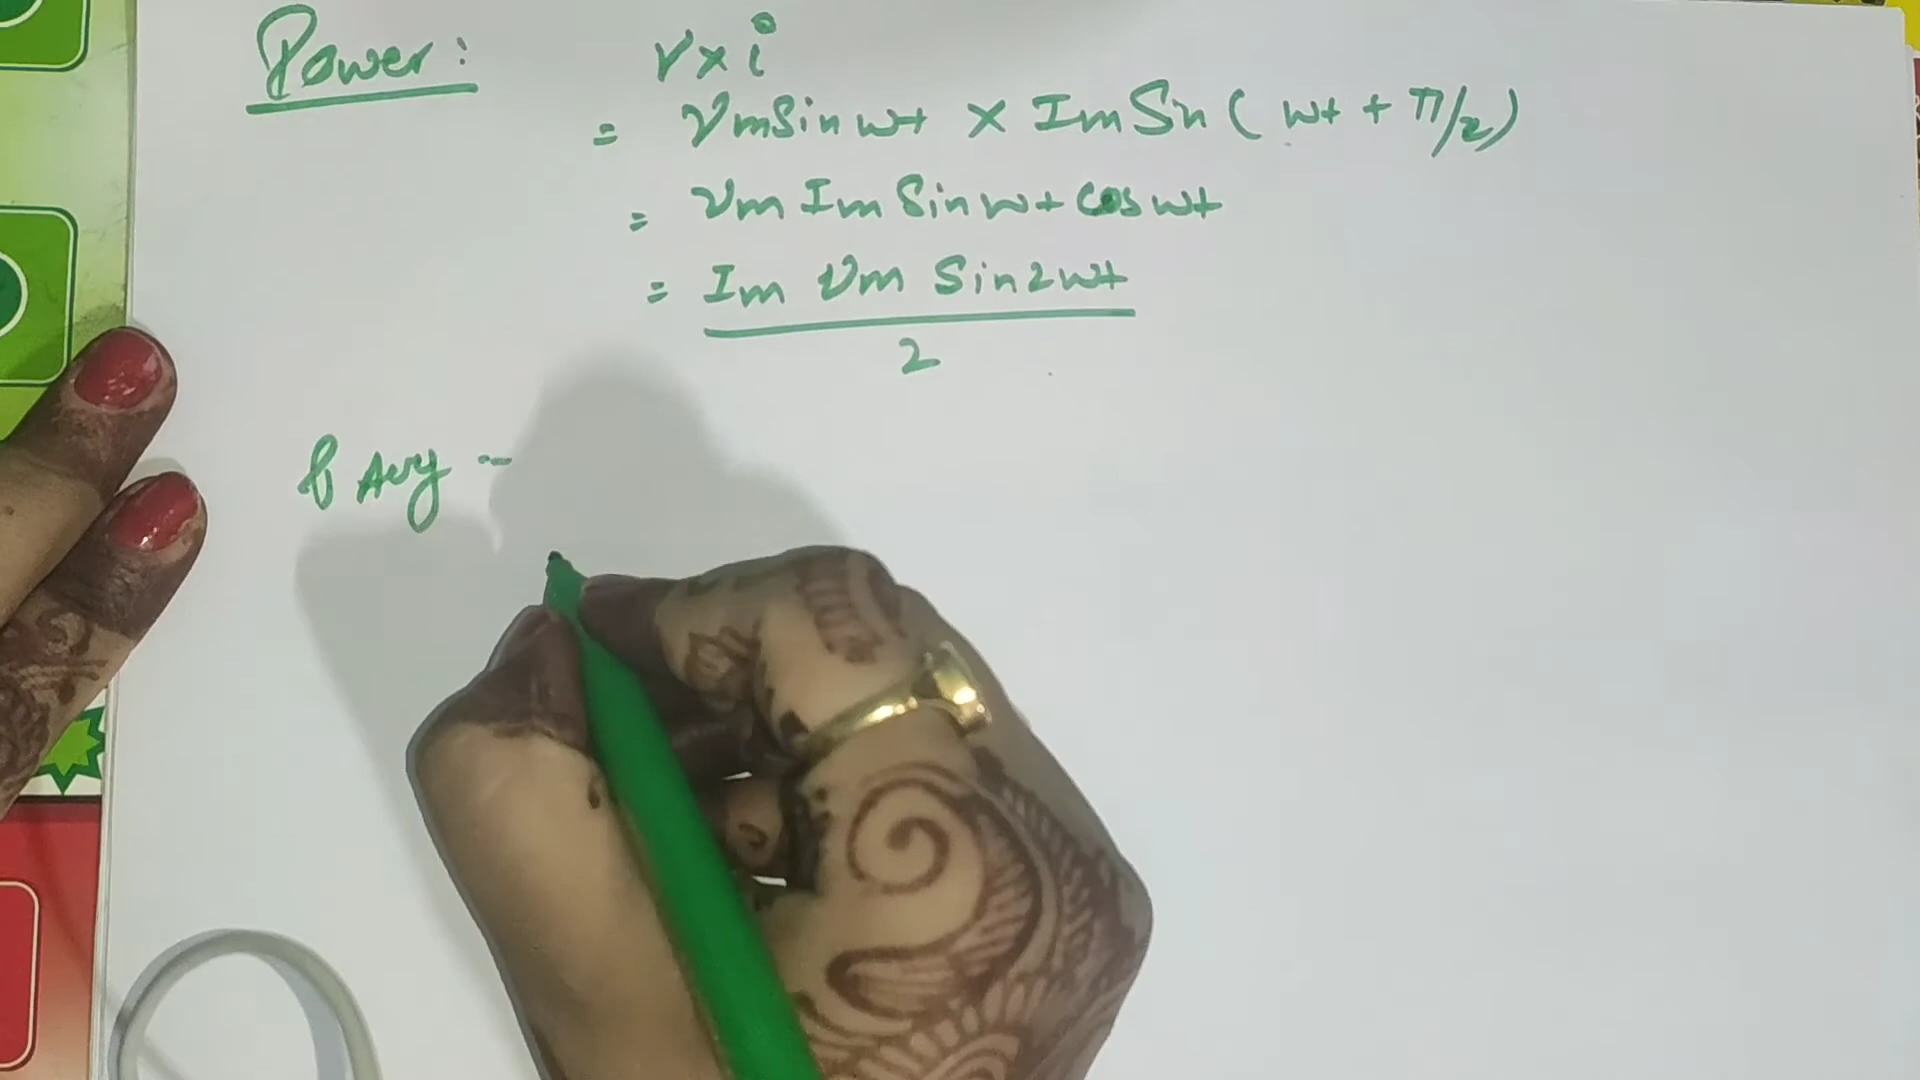 Power: V × i
= Vm Sin wt × Im Sin ( wt + π/2 )
= Vm Im Sin wt cos wt
= Im Vm Sin 2wt
2
P Avg -